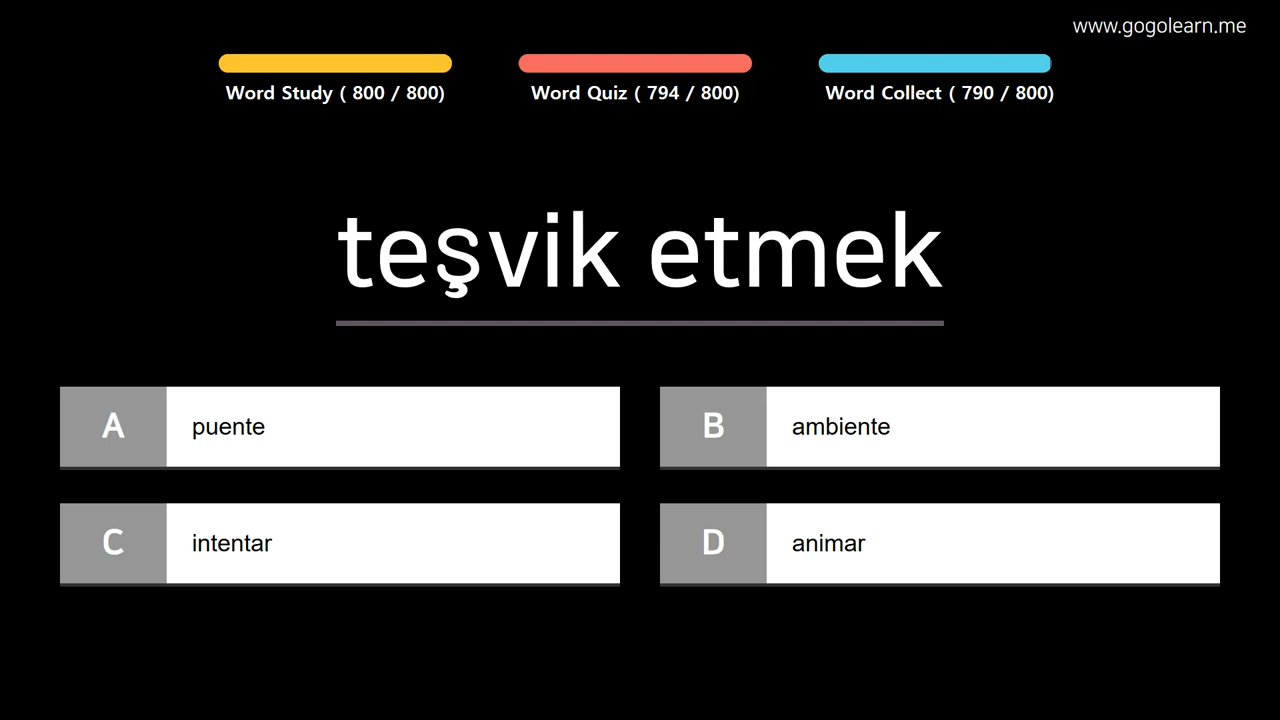 www.gogolearn.me
Word Study ( 800 / 800)
Word Quiz ( 794 / 800)
Word Collect ( 790 / 800)
teşvik etmek
A puente
B ambiente
C intentar
D animar